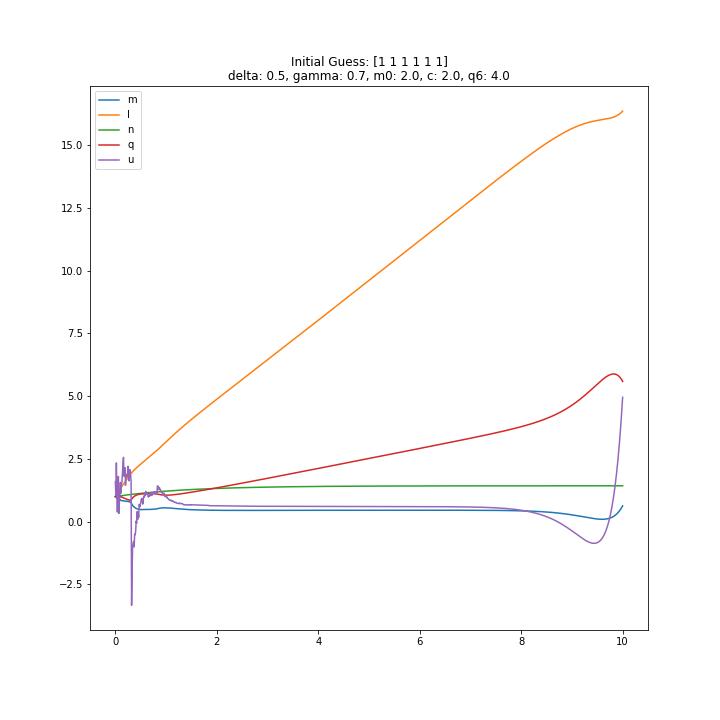 Initial Guess: [1 1 1 1 1 1]
delta: 0.5, gamma: 0.7, m0: 2.0, c: 2.0, q6: 4.0
m
l
n
q
u
15.0
12.5
10.0
7.5
5.0
2.5
0.0
−2.5
0 2 4 6 8 10